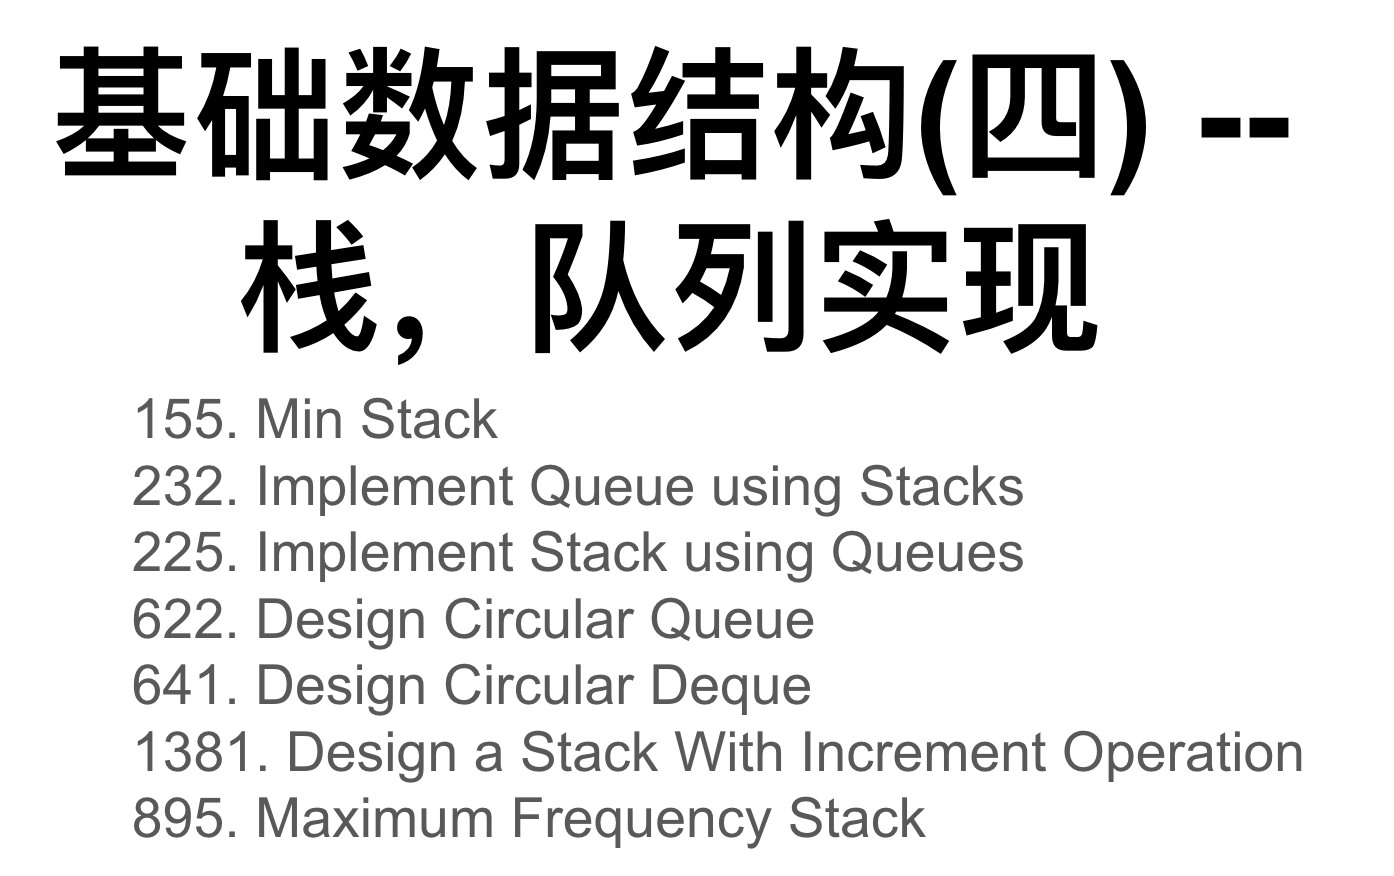 基础数据结构(四) --
栈，队列实现
155. Min Stack
232. Implement Queue using Stacks
225. Implement Stack using Queues
622. Design Circular Queue
641. Design Circular Deque
1381. Design a Stack With Increment Operation
895. Maximum Frequency Stack